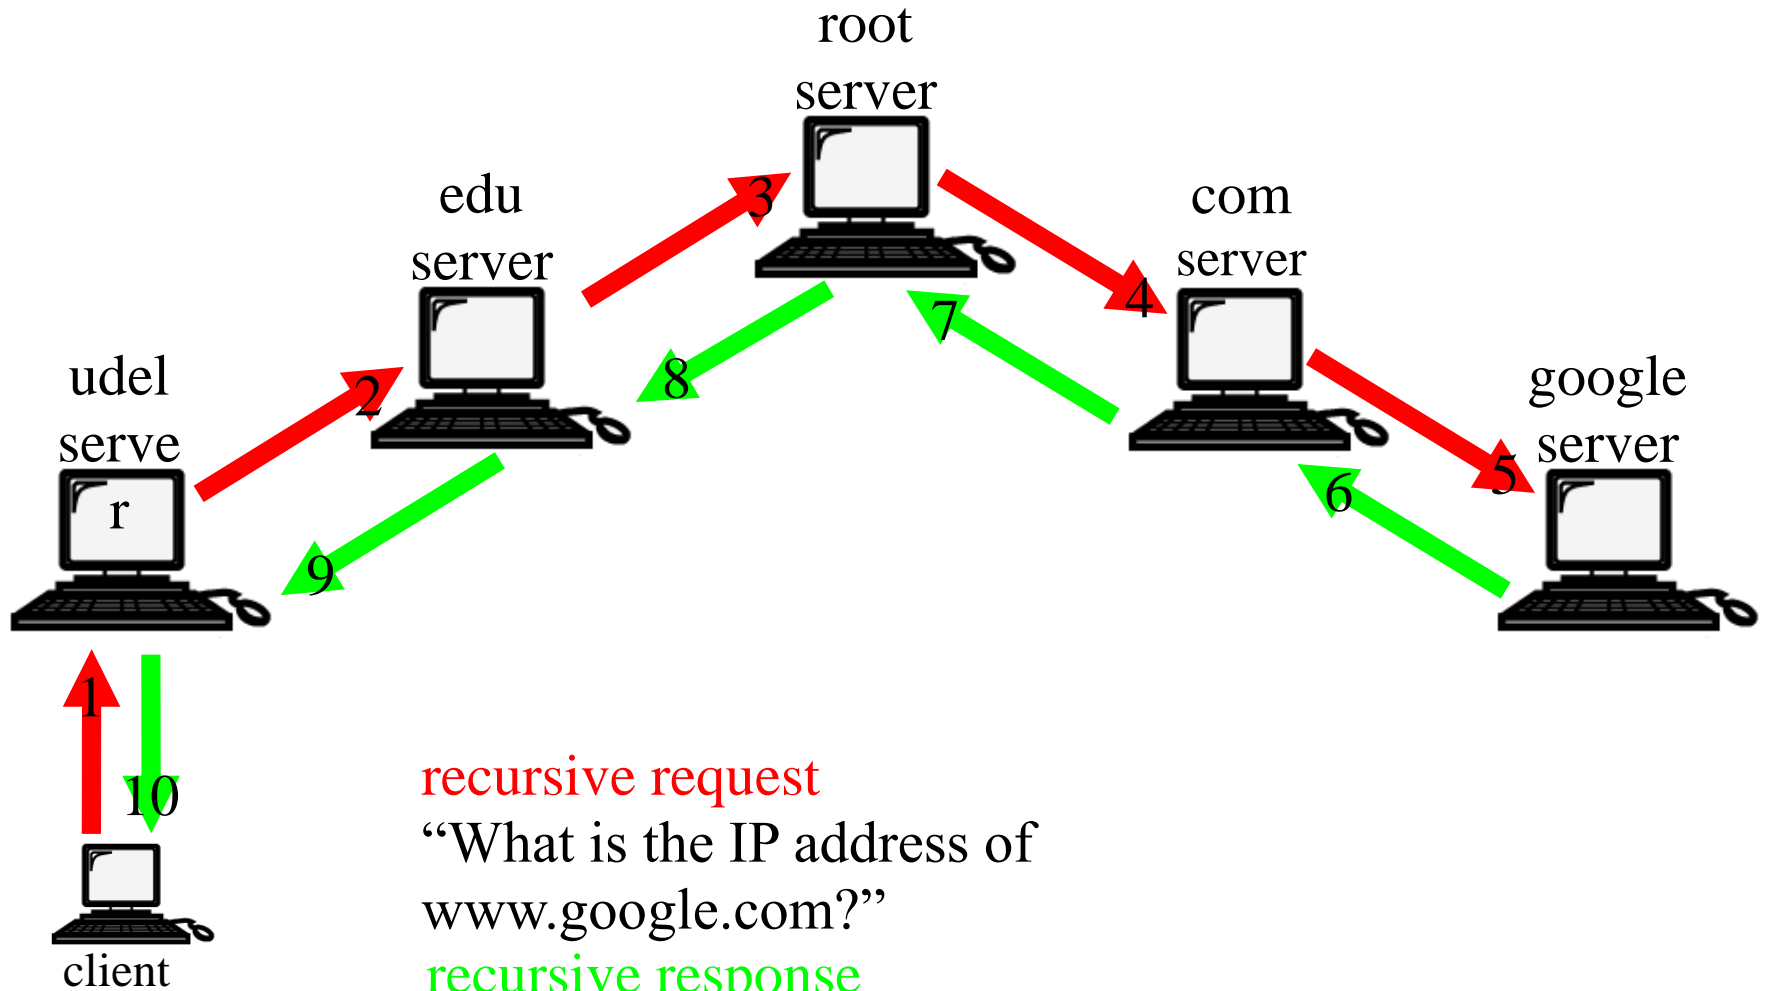 root
server
edu
server
com
server
udel
serve
r
google
server
3
4
7
8
2
5
6
9
1
10
client
recursive request
“What is the IP address of
www.google.com?”
recursive response